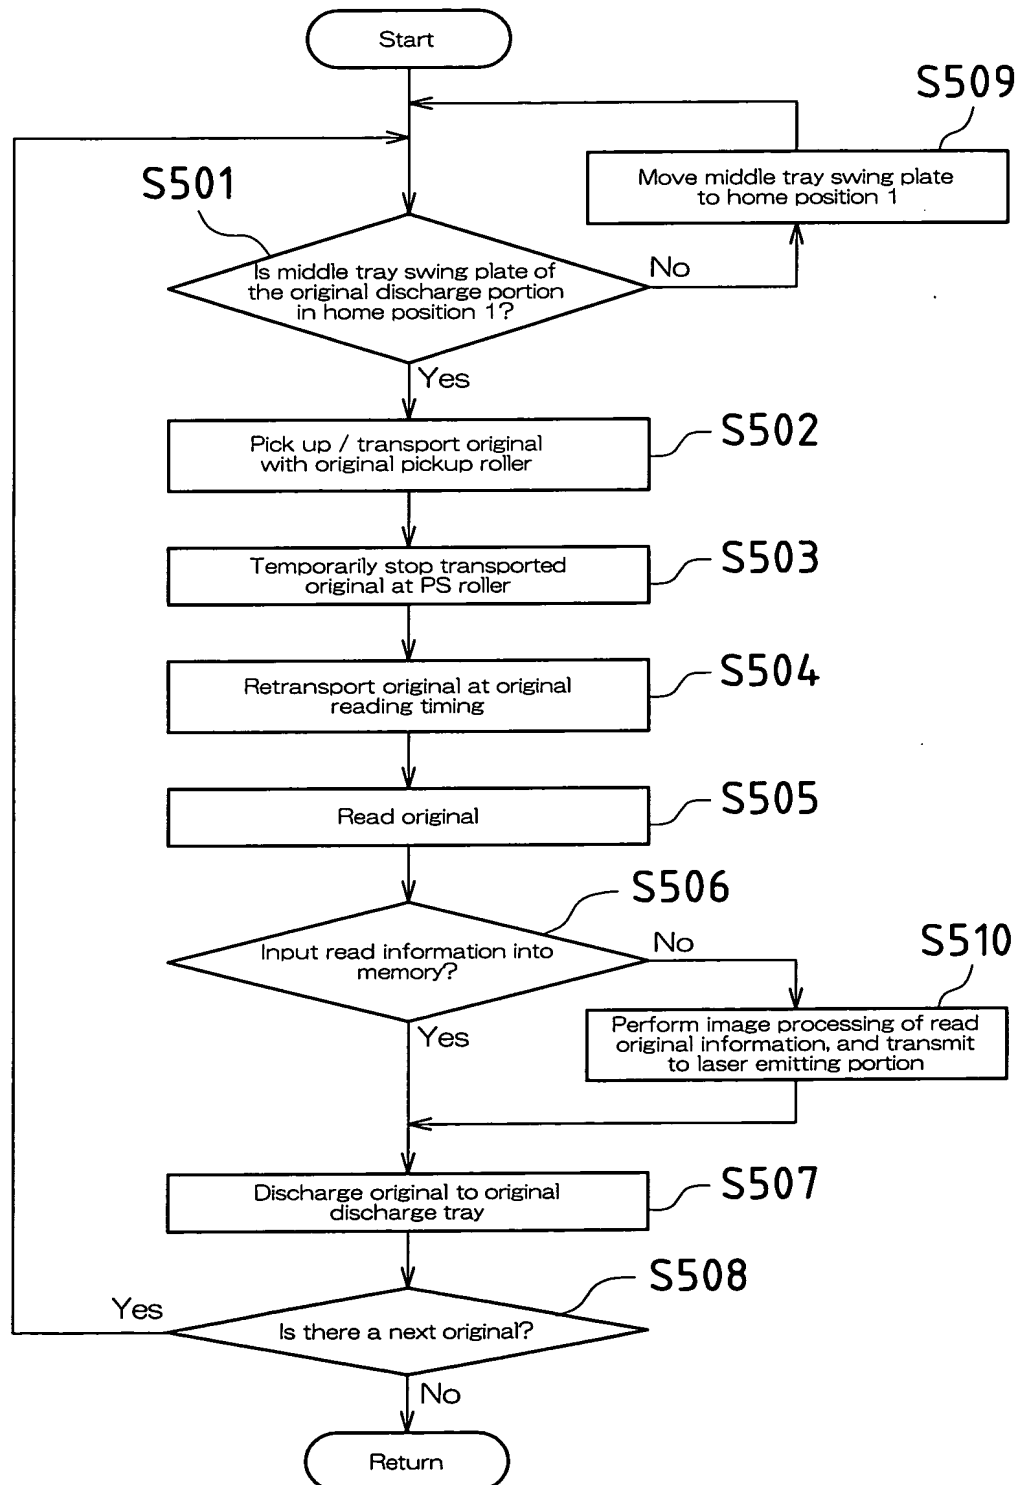 Start
S509
Move middle tray swing plate
to home position 1
S501
Is middle tray swing plate of
the original discharge portion
in home position 1?
No
Yes
Pick up / transport original
with original pickup roller
S502
Temporarily stop transported
original at PS roller
S503
Retransport original at original
reading timing
S504
Read original
S505
S506
Input read information into
memory?
No
S510
Yes
Perform image processing of read
original information, and transmit
to laser emitting portion
Discharge original to original
discharge tray
S507
S508
Yes
Is there a next original?
No
Return